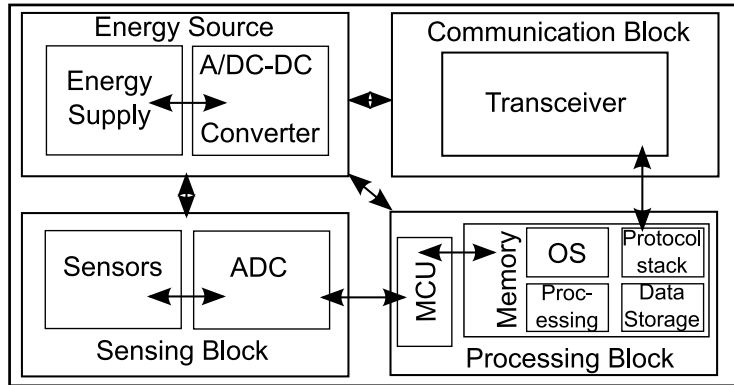 Energy Source
Energy
Supply
A/DC-DC
Converter
Communication Block
Transceiver
Sensors
ADC
Sensing Block
MCU
Memory
OS
Protocol
stack
Proc-
essing
Data
Storage
Processing Block